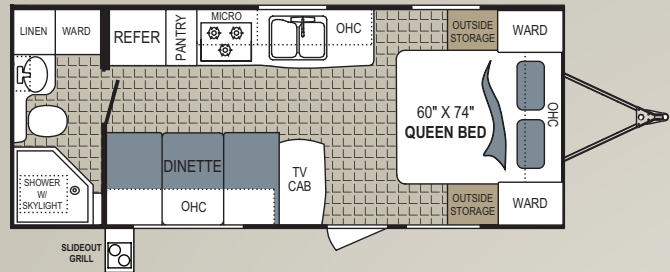 LINEN
WARD
REFER
PANTRY
MICRO
OHC
OUTSIDE
STORAGE
WARD
60" X 74"
QUEEN BED
OHC
DINETTE
OHC
TV
CAB
SHOWER
W/
SKYLIGHT
OUTSIDE
STORAGE
WARD
SLIDEOUT
GRILL